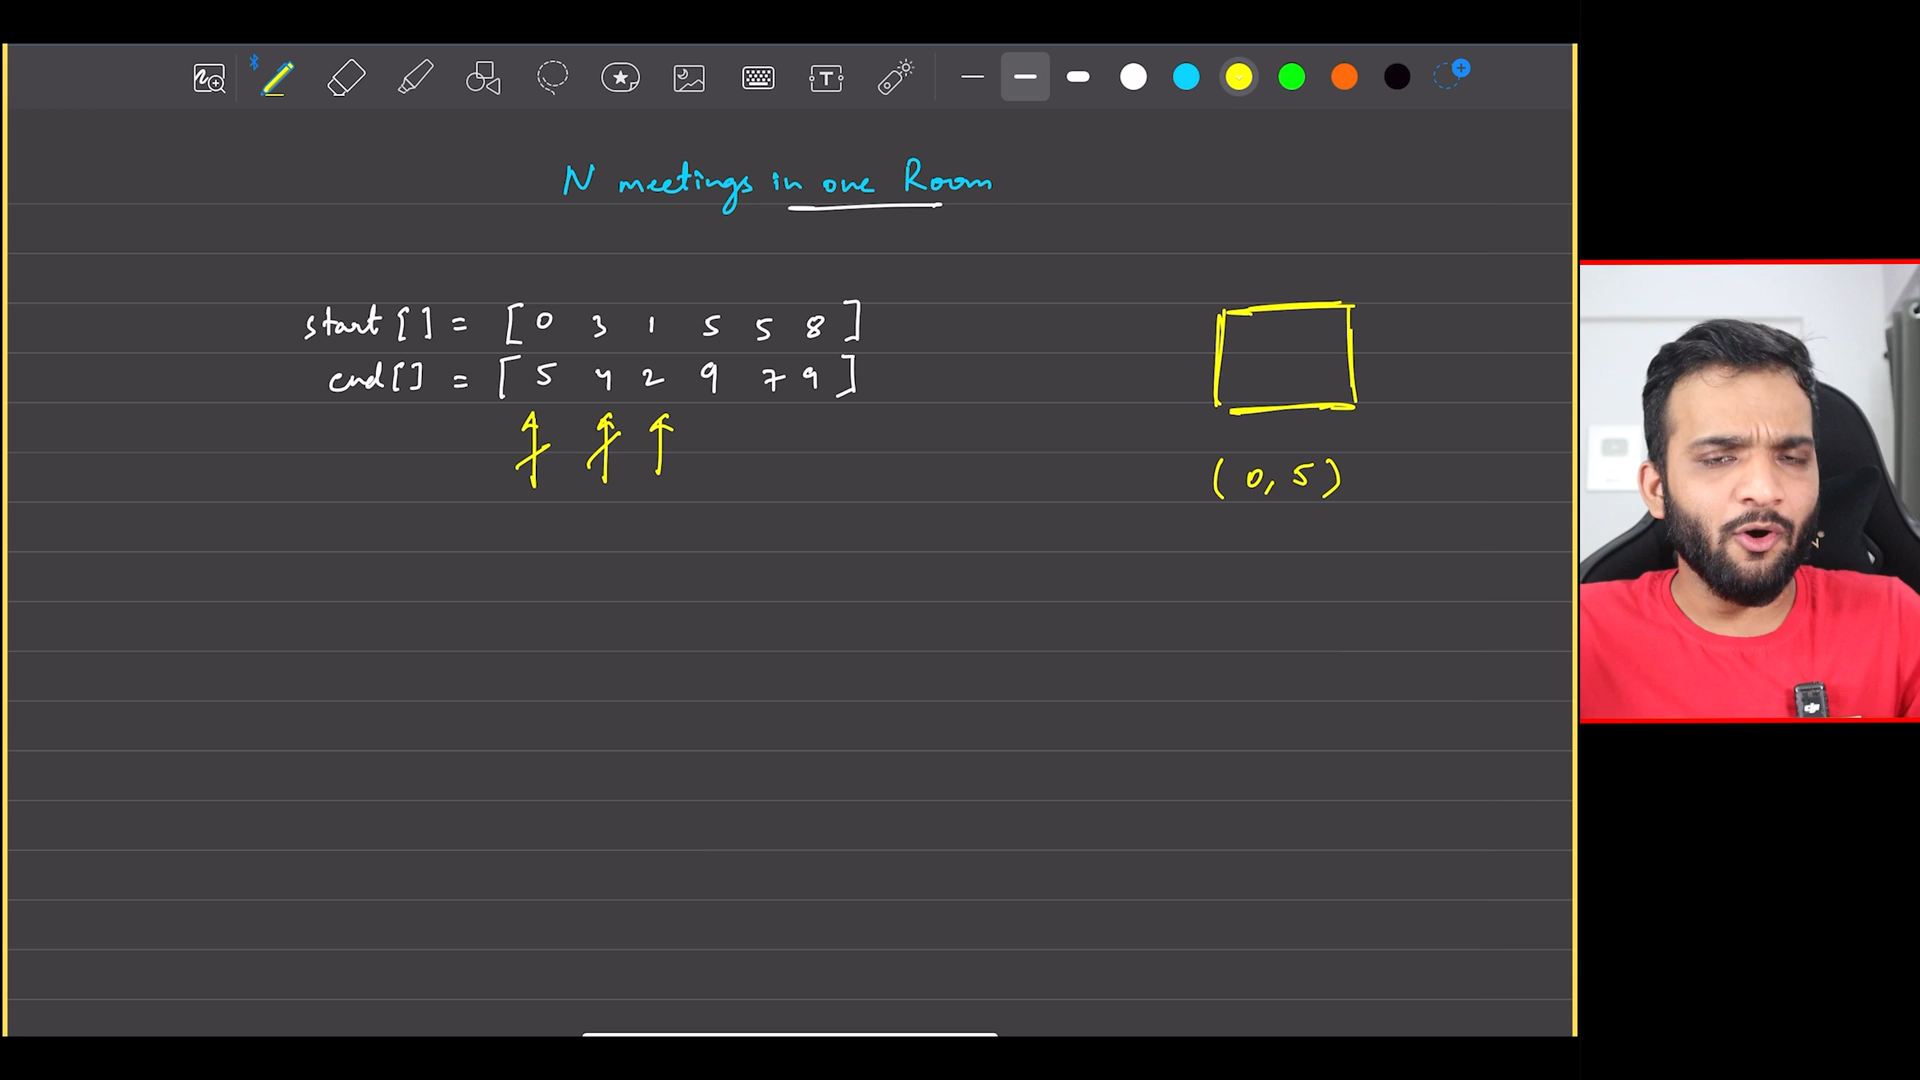 N meetings in one Room
start[] = [0 3 1 5 5 8]
end[] = [5 4 2 9 7 9]
(0, 5)